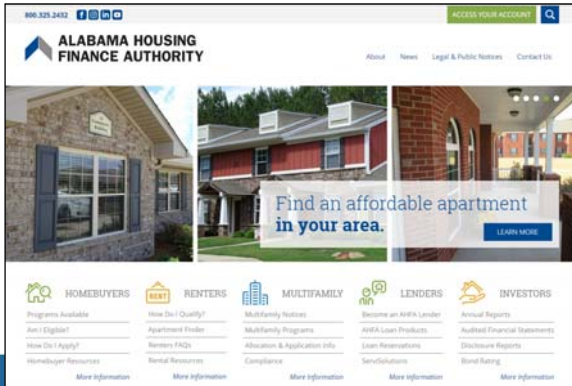 800.325.2432
ACCESS YOUR ACCOUNT
ALABAMA HOUSING
FINANCE AUTHORITY
About News Legal & Public Notices Contact Us
Find an affordable apartment
in your area.
LEARN MORE
HOMEBUYERS
Programs Available
Am I Eligible?
How Do I Apply?
Homebuyer Resources
More Information
RENT
RENTERS
How Do I Qualify?
Apartment Finder
Renters FAQs
Rental Resources
More Information
MULTIFAMILY
Multifamily Notices
Multifamily Programs
Allocation & Application Info
Compliance
More Information
LENDERS
Become an AHFA Lender
AHFA Loan Products
Loan Reservations
ServSolutions
More Information
INVESTORS
Annual Reports
Audited Financial Statements
Disclosure Reports
Bond Rating
More Information